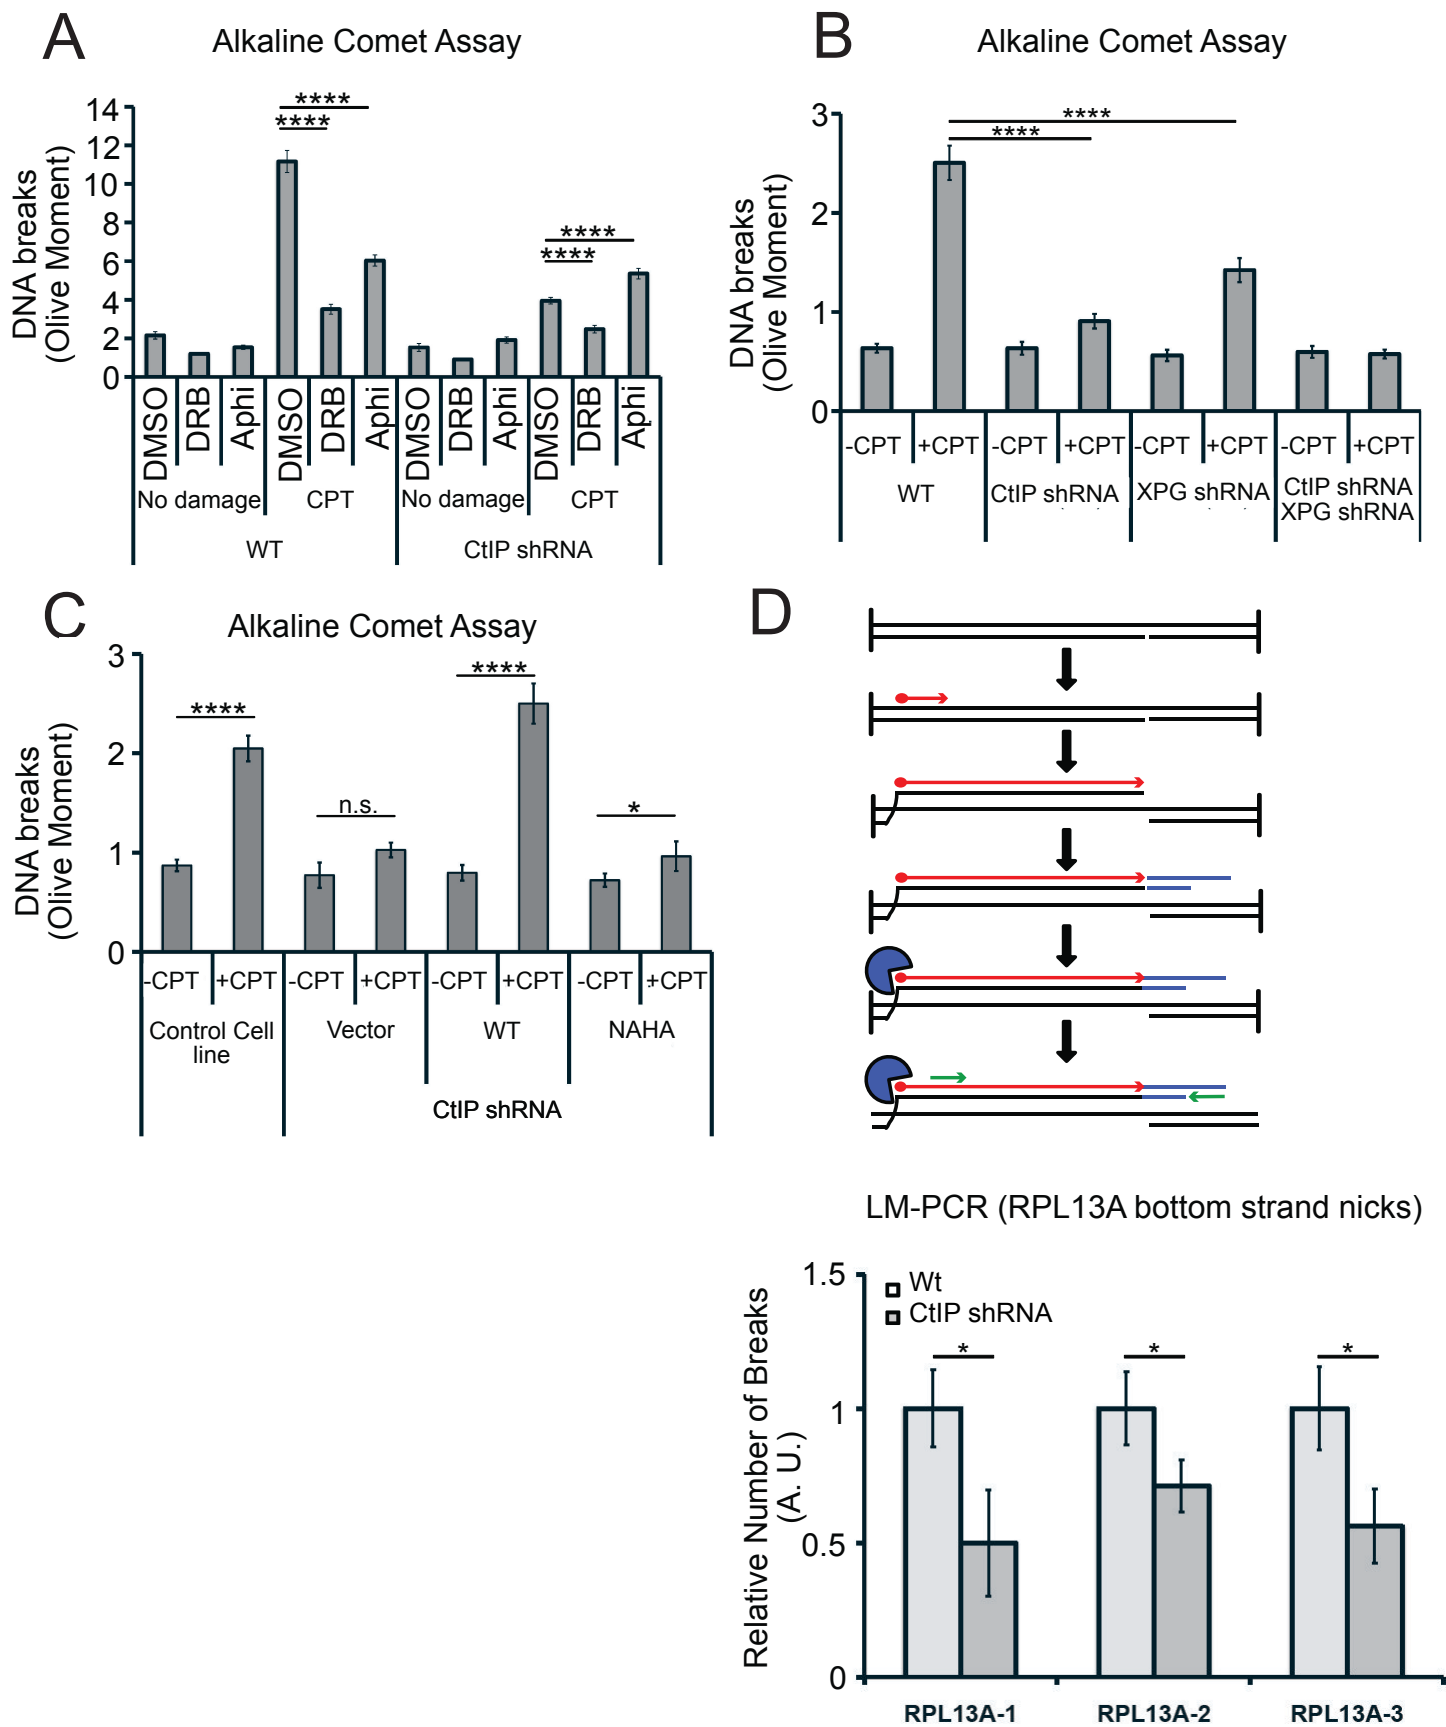 A
Alkaline Comet Assay
DNA breaks
(Olive Moment)
14
12
10
8
6
4
2
0
****
****
****
****
DMSO
DRB
Aphi
DMSO
DRB
Aphi
DMSO
DRB
Aphi
DMSO
DRB
Aphi
No damage
CPT
No damage
CPT
WT
CtIP shRNA
B
Alkaline Comet Assay
DNA breaks
(Olive Moment)
3
2
1
0
****
****
-CPT
+CPT
-CPT
+CPT
-CPT
+CPT
-CPT
+CPT
WT
CtIP shRNA
XPG shRNA
CtIP shRNA
XPG shRNA
C
Alkaline Comet Assay
DNA breaks
(Olive Moment)
3
2
1
0
****
n.s.
****
*
-CPT
+CPT
-CPT
+CPT
-CPT
+CPT
-CPT
+CPT
Control Cell
line
Vector
WT
NAHA
CtIP shRNA
D
LM-PCR (RPL13A bottom strand nicks)
Relative Number of Breaks
(A. U.)
1.5
1
0.5
0
Wt
CtIP shRNA
*
*
*
RPL13A-1
RPL13A-2
RPL13A-3